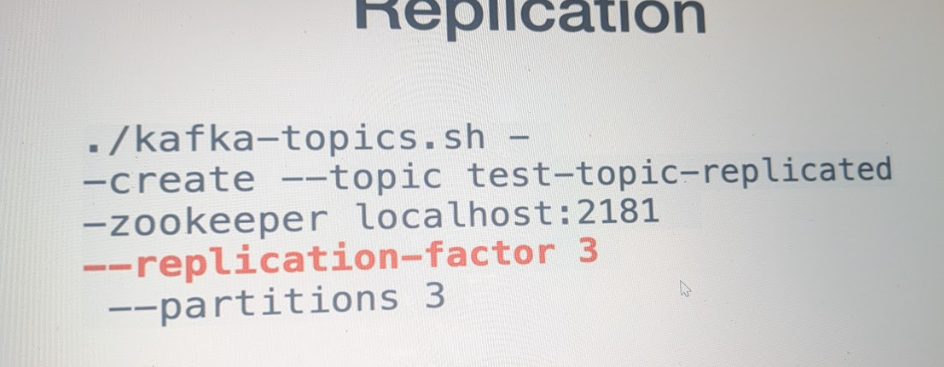 Replication
./kafka-topics.sh -
-create --topic test-topic-replicated
-zookeeper localhost:2181
--replication-factor 3
--partitions 3